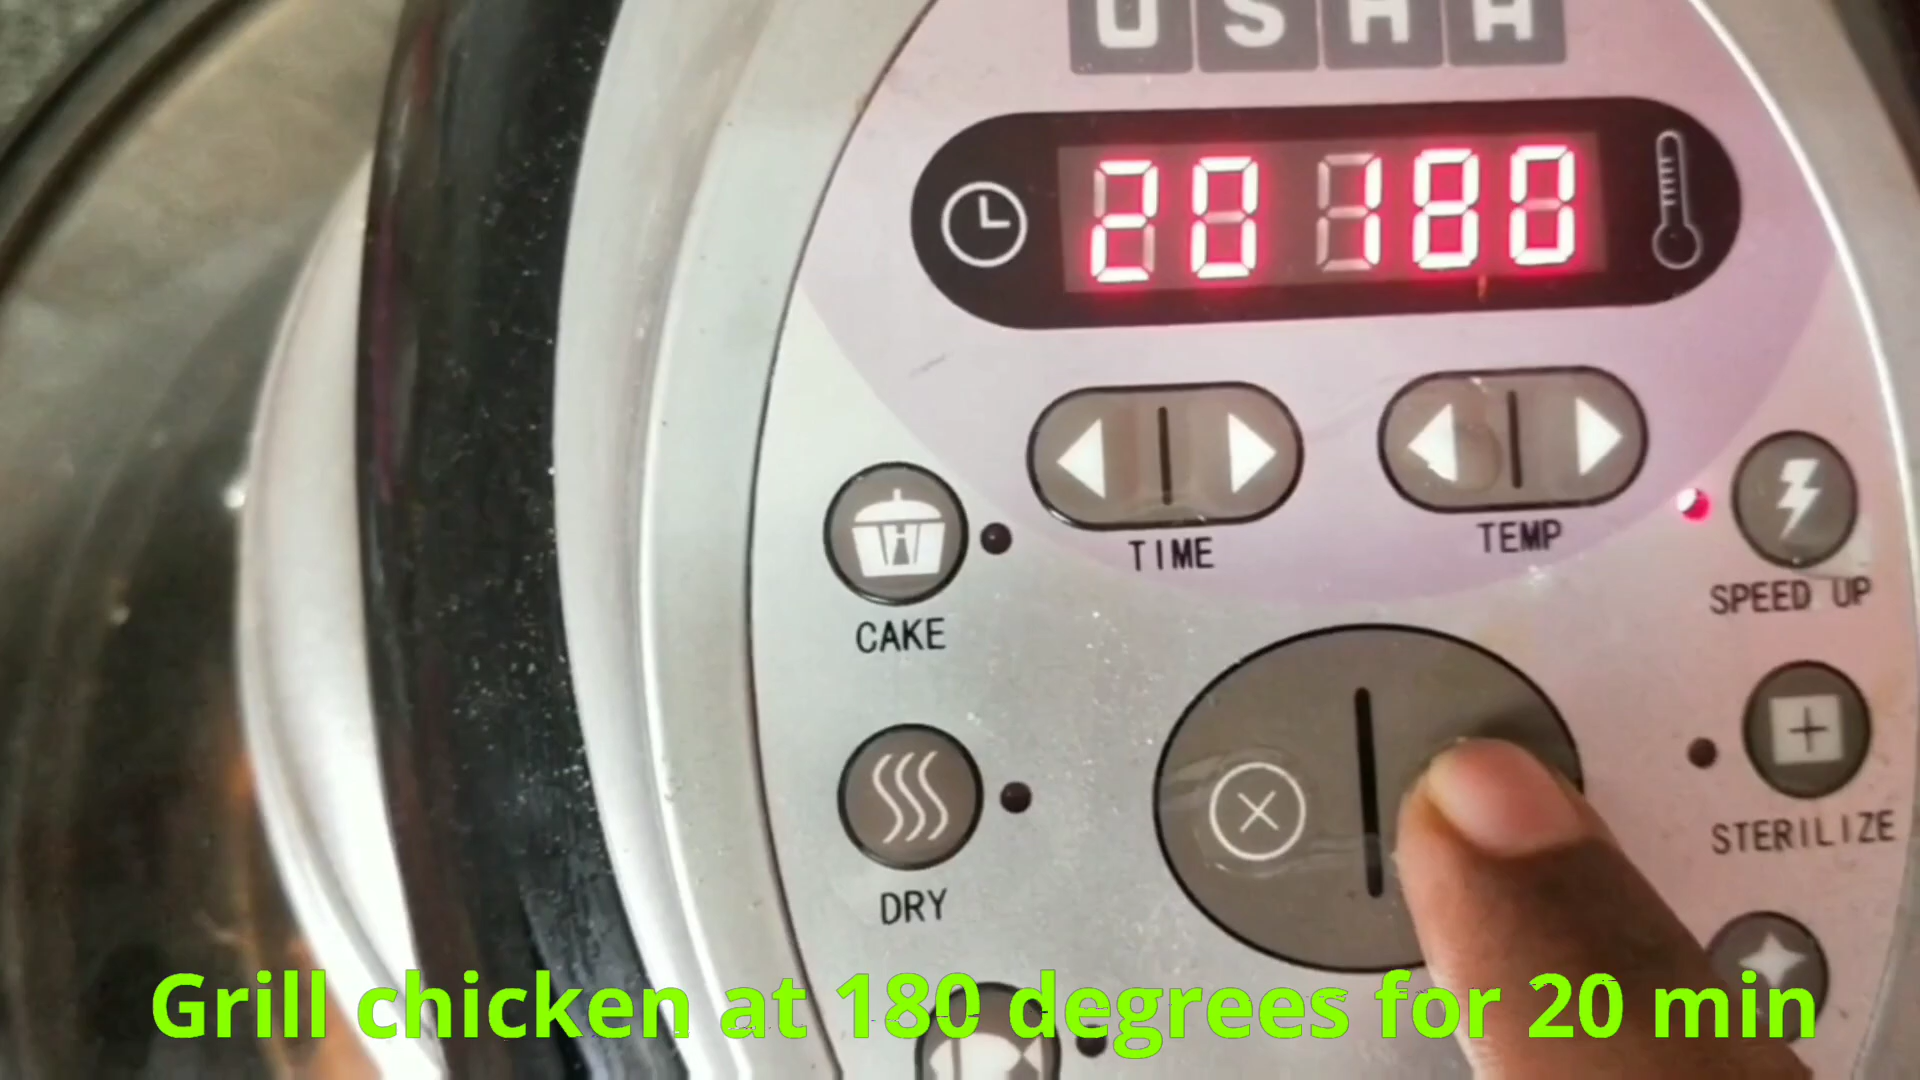 USHA
20 180
TIME
TEMP
SPEED UP
CAKE
STERILIZE
DRY
Grill chicken at 180 degrees for 20 min